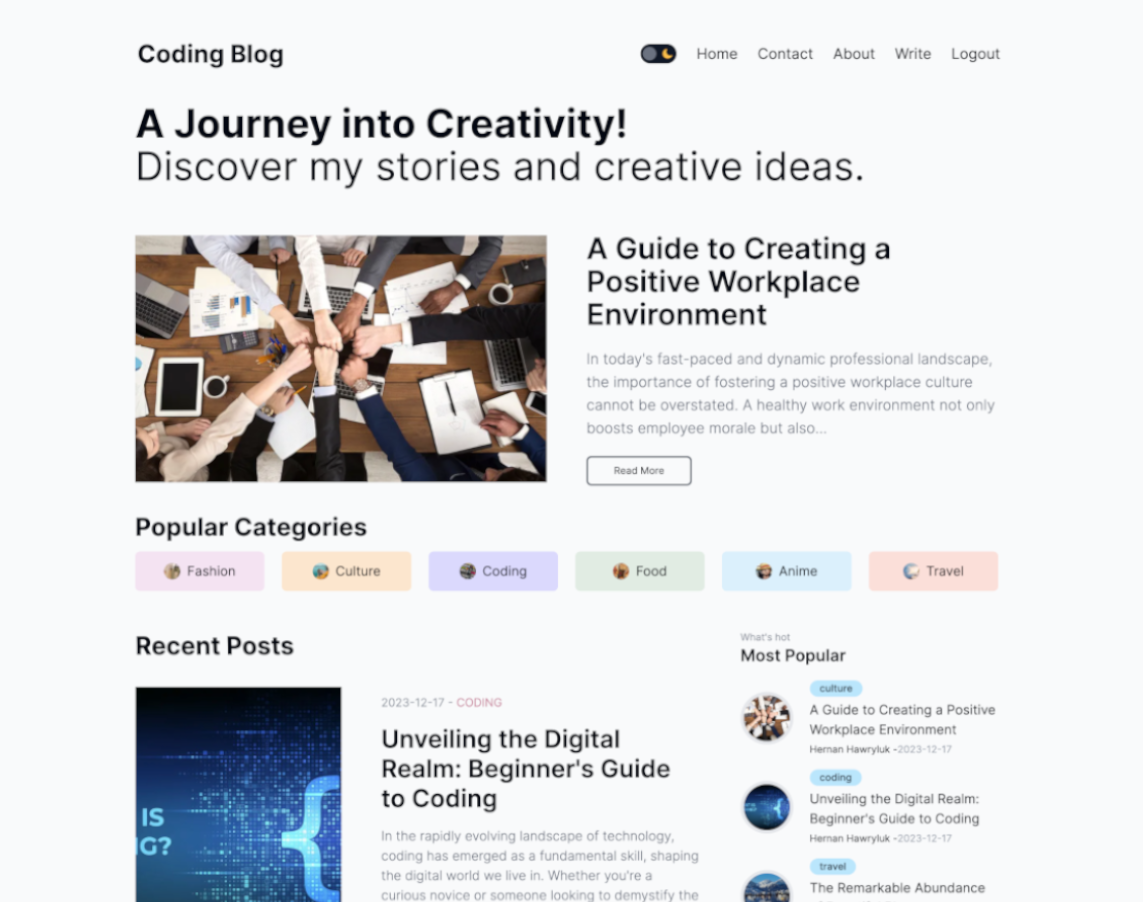 Coding Blog
Home Contact About Write Logout
A Journey into Creativity!
Discover my stories and creative ideas.
A Guide to Creating a
Positive Workplace
Environment
In today's fast-paced and dynamic professional landscape,
the importance of fostering a positive workplace culture
cannot be overstated. A healthy work environment not only
boosts employee morale but also...
Read More
Popular Categories
Fashion Culture Coding Food Anime Travel
Recent Posts
IS
G?
2023-12-17 - CODING
Unveiling the Digital
Realm: Beginner's Guide
to Coding
In the rapidly evolving landscape of technology,
coding has emerged as a fundamental skill, shaping
the digital world we live in. Whether you're a
curious novice or someone looking to demystify the
What's hot
Most Popular
culture
A Guide to Creating a Positive
Workplace Environment
Hernan Hawryluk -2023-12-17
coding
Unveiling the Digital Realm:
Beginner's Guide to Coding
Hernan Hawryluk -2023-12-17
travel
The Remarkable Abundance